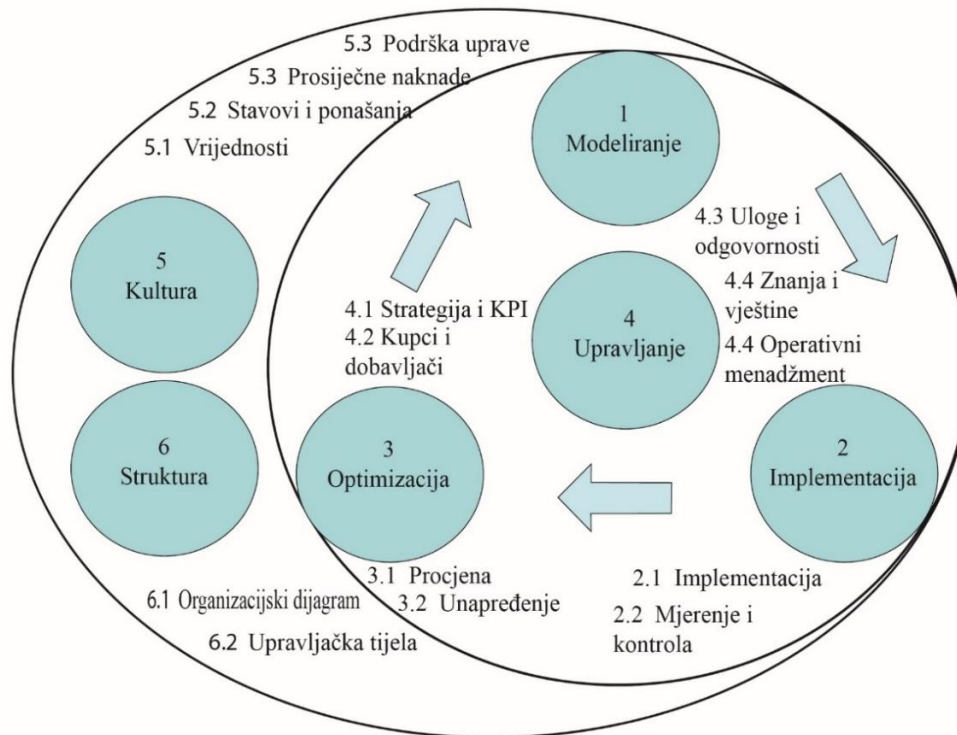 5.3 Podrška uprave
5.3 Prosiječne naknade
5.2 Stavovi i ponašanja
5.1 Vrijednosti
1
Modeliranje
4.3 Uloge i
odgovornosti
4.4 Znanja i
vještine
4.4 Operativni
menadžment
5
Kultura
4.1 Strategija i KPI
4.2 Kupci i
dobavljači
4
Upravljanje
6
Struktura
3
Optimizacija
2
Implementacija
3.1 Procjena
3.2 Unapređenje
2.1 Implementacija
2.2 Mjerenje i
kontrola
6.1 Organizacijski dijagram
6.2 Upravljačka tijela